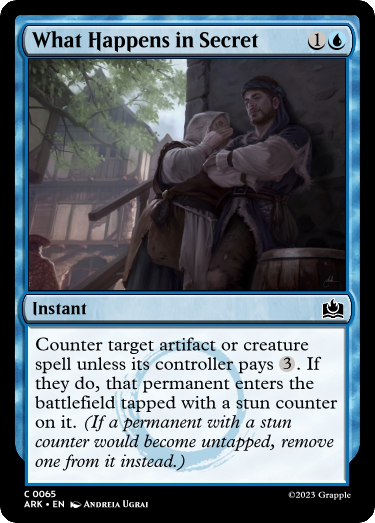 What Happens in Secret 1
Instant
Counter target artifact or creature
spell unless its controller pays 3. If
they do, that permanent enters the
battlefield tapped with a stun counter
on it. (If a permanent with a stun
counter would become untapped, remove
one from it instead.)
C 0065
ARK • EN Andreia Ugrai
©2023 Grapple